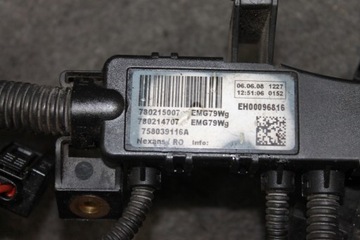 06.06.08 1227
12:51:06 0152
EH00096816
780215007 EMG79Wg
780214707 EMG79Wg
758039116A
Nexans / RO Info: